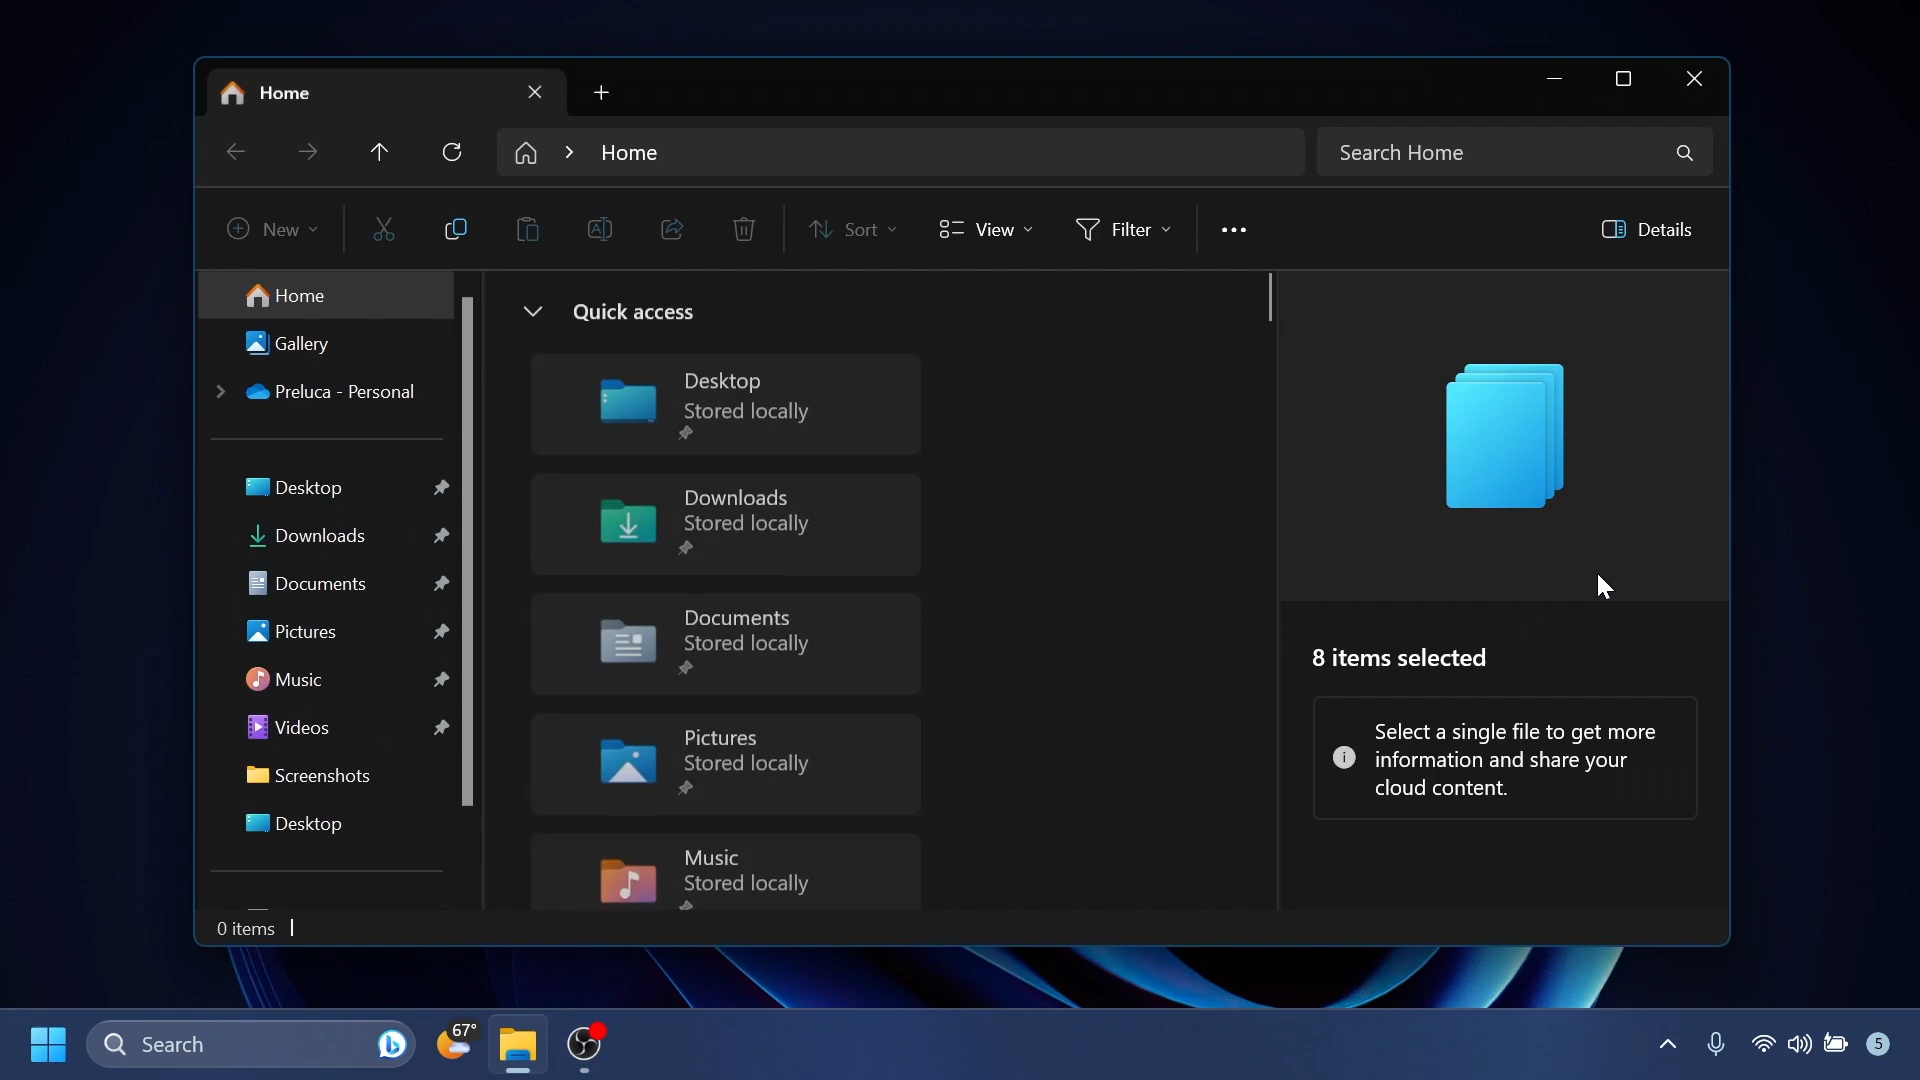 Home
Home
Search Home
New
Sort
View
Filter
Details
Home
Gallery
Preluca - Personal
Desktop
Downloads
Documents
Pictures
Music
Videos
Screenshots
Desktop
Quick access
Desktop
Stored locally
Downloads
Stored locally
Documents
Stored locally
Pictures
Stored locally
Music
Stored locally
8 items selected
Select a single file to get more
information and share your
cloud content.
0 items
Search
67°
5